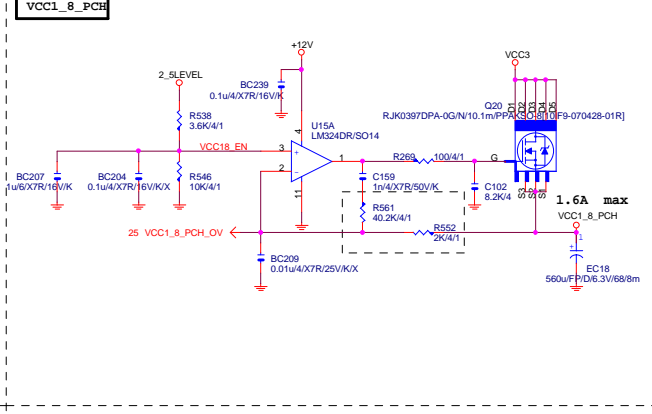 VCC1_8_PCH
+12V
VCC3
2_5LEVEL
BC239
0.1u/4/X7R/16V/K
Q20
RJK0397DPA-0G/N/10.1m/PPAKSO-8[10IF9-070428-01R]
D1
D2
D3
D4
D5
R538
3.6K/4/1
U15A
LM324DR/SO14
VCC18_EN
3
+
4
1
2
-
11
R269
100/4/1
G
BC207
1u/6/X7R/16V/K
BC204
0.1u/4/X7R/16V/K/X
R546
10K/4/1
C159
1n/4/X7R/50V/K
C102
8.2K/4
S3
S2
S1
1.6A max
R561
40.2K/4/1
VCC1_8_PCH
25 VCC1_8_PCH_OV
R552
2K/4/1
1
+
BC209
0.01u/4/X7R/25V/K/X
EC18
560u/FP/D/6.3V/68/8m